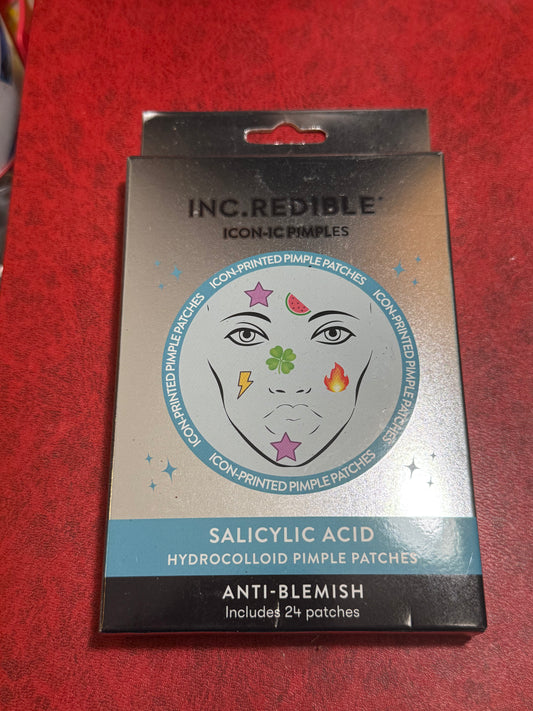 INC.REDIBLE
ICON-IC PIMPLES
ICON-PRINTED PIMPLE PATCHES
ICON-PRINTED PIMPLE PATCHES
ICON-PRINTED PIMPLE PATCHES
ICON-PRINTED PIMPLE PATCHES
SALICYLIC ACID
HYDROCOLLOID PIMPLE PATCHES
ANTI-BLEMISH
Includes 24 patches